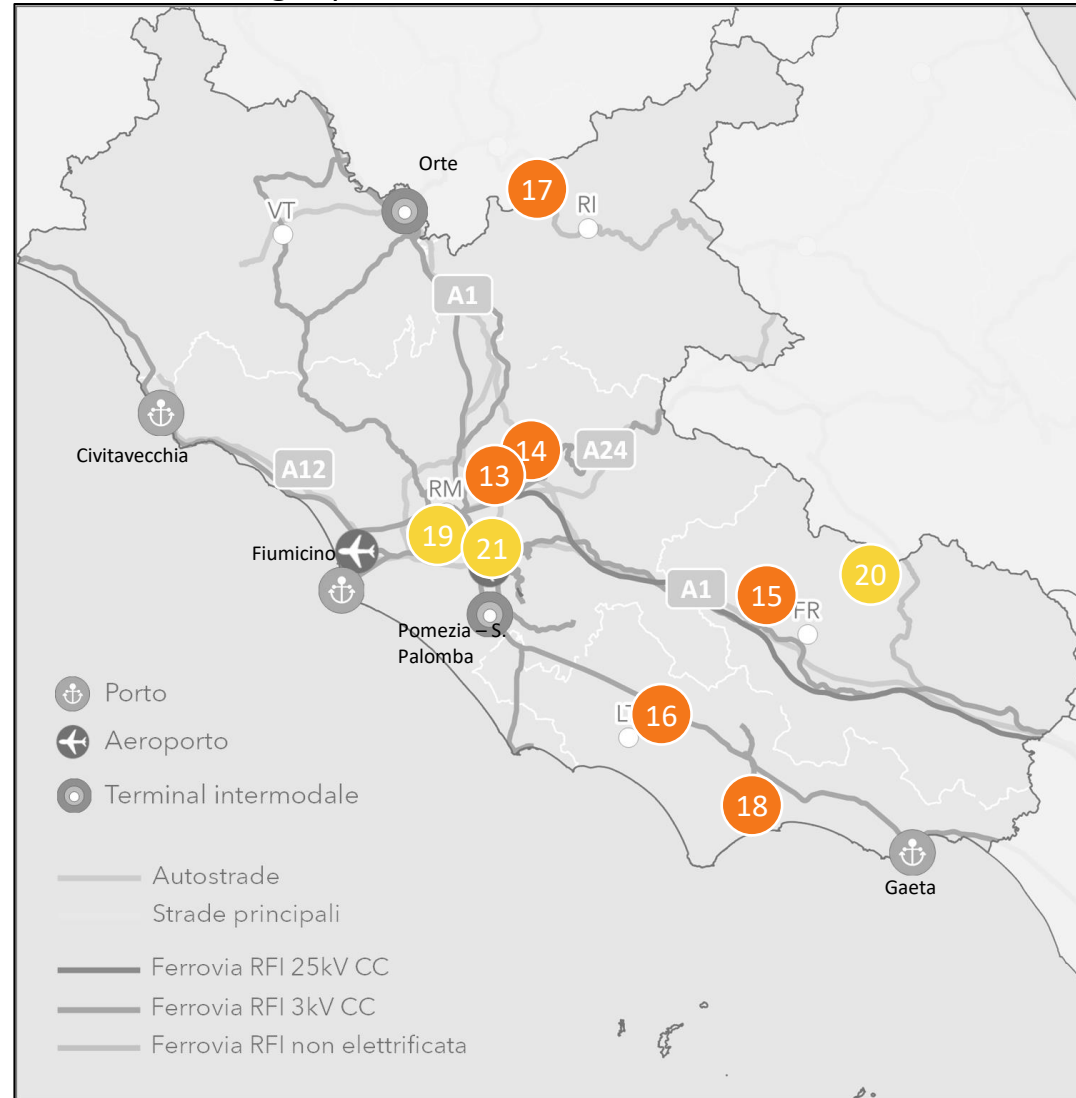 Orte
17
RI
VT
A1
Civitavecchia
14
A24
13
A12
RM
19
21
Fiumicino
20
A1
15
FR
Pomezia – S.
Palomba
16
18
Gaeta
Porto
Aeroporto
Terminal intermodale
Autostrade
Strade principali
Ferrovia RFI 25kV CC
Ferrovia RFI 3kV CC
Ferrovia RFI non elettrificata